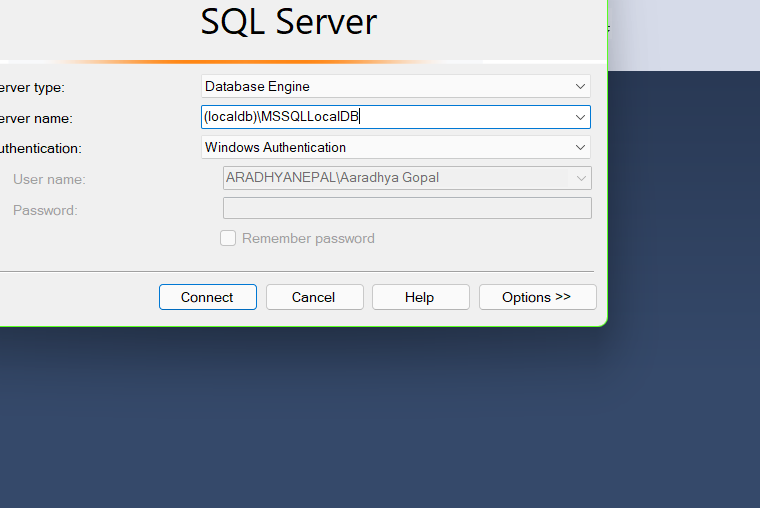 SQL Server
erver type:
Database Engine
erver name:
(localdb)\MSSQLLocalDB
uthentication:
Windows Authentication
User name:
ARADHYANEPAL\Aaradhya Gopal
Password:
Remember password
Connect
Cancel
Help
Options >>